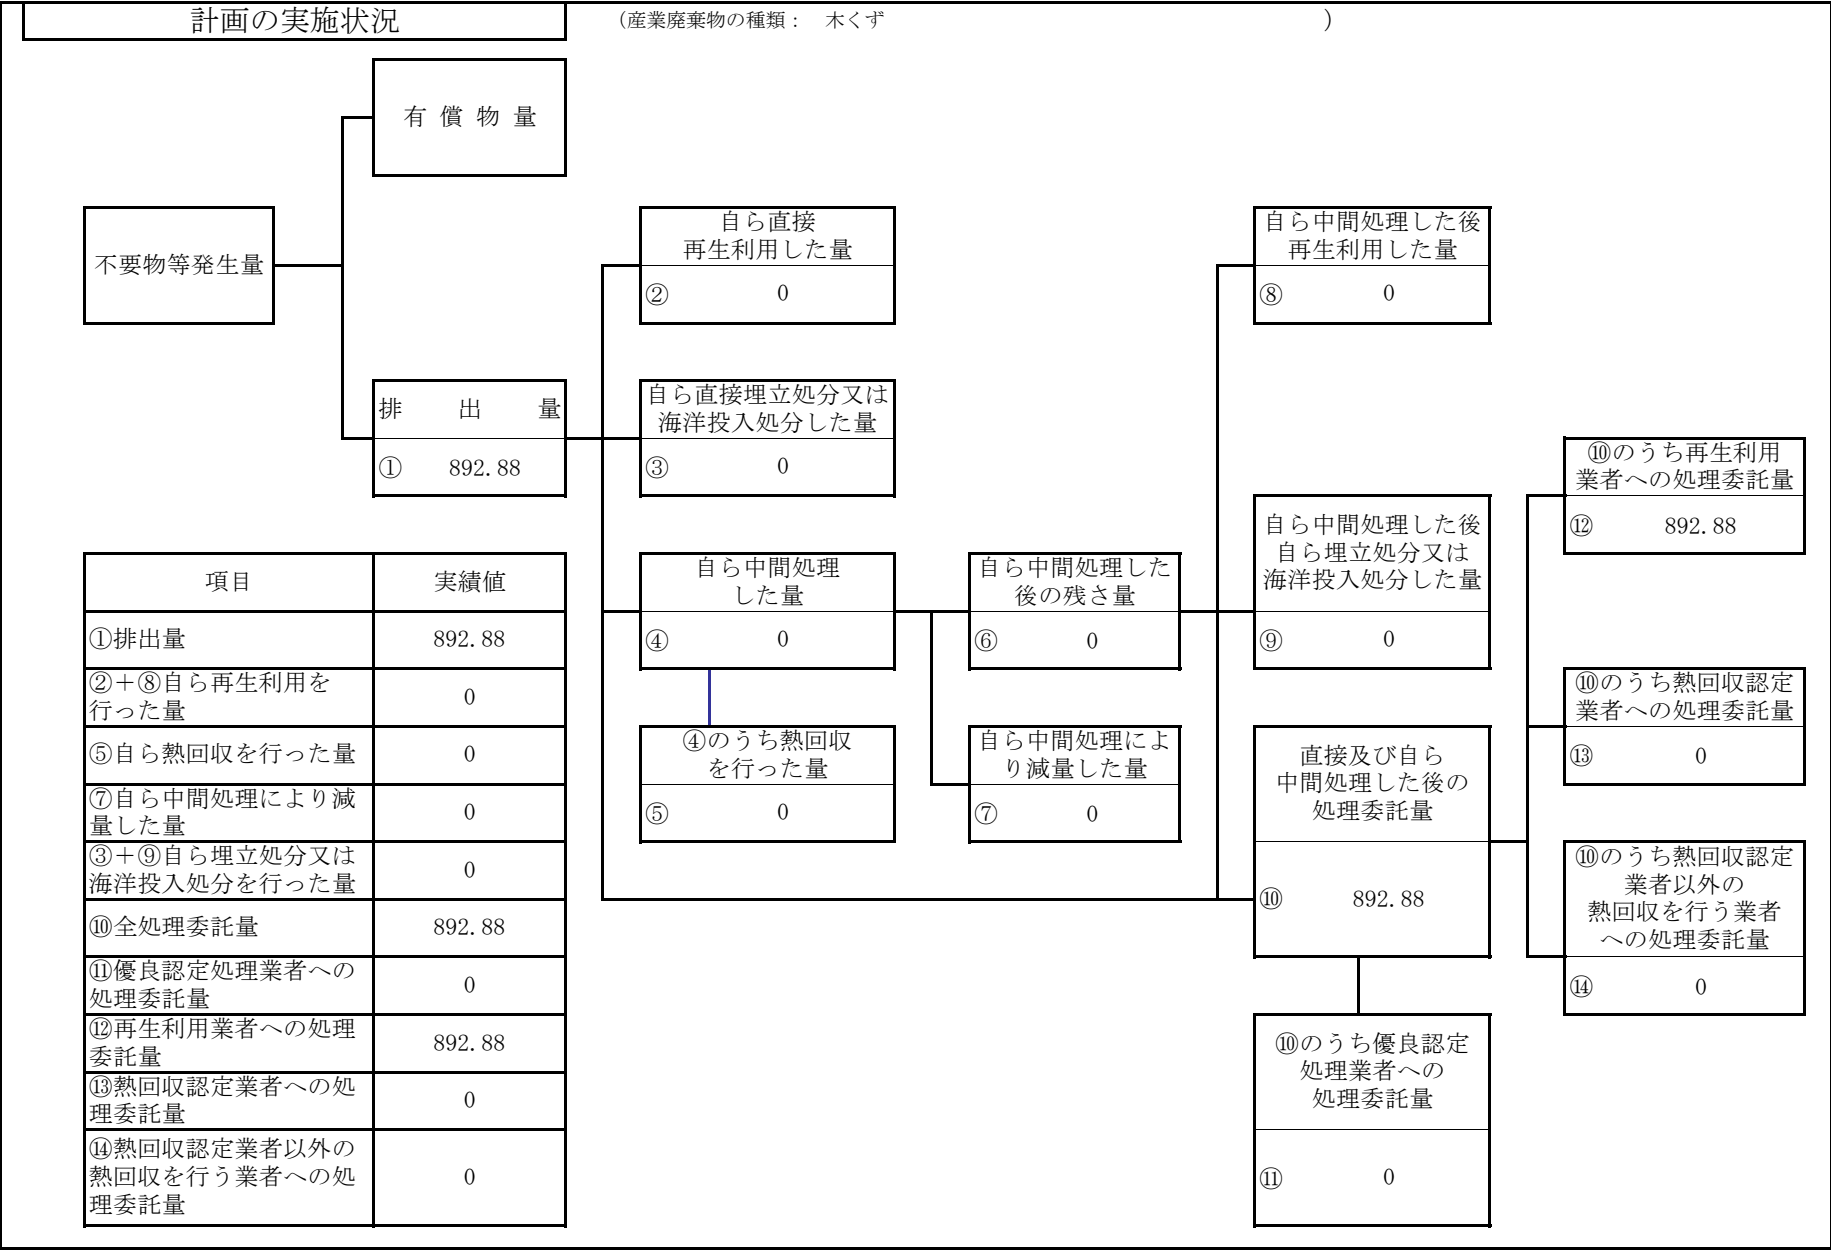 計画の実施状況
（産業廃棄物の種類： 木くず ）
有 償 物 量
不要物等発生量
自ら直接
再生利用した量
② 0
自ら中間処理した後
再生利用した量
⑧ 0
排 出 量
① 892.88
自ら直接埋立処分又は
海洋投入処分した量
③ 0
⑩のうち再生利用
業者への処理委託量
⑫ 892.88
自ら中間処理した後
自ら埋立処分又は
海洋投入処分した量
⑨ 0
自ら中間処理
した量
④ 0
自ら中間処理した
後の残さ量
⑥ 0
④のうち熱回収
を行った量
⑤ 0
自ら中間処理によ
り減量した量
⑦ 0
直接及び自ら
中間処理した後の
処理委託量
⑩ 892.88
⑩のうち熱回収認定
業者への処理委託量
⑬ 0
⑩のうち熱回収認定
業者以外の
熱回収を行う業者
への処理委託量
⑭ 0
⑩のうち優良認定
処理業者への
処理委託量
⑪ 0
項目 実績値
①排出量 892.88
②＋⑧自ら再生利用を
行った量 0
⑤自ら熱回収を行った量 0
⑦自ら中間処理により減
量した量 0
③＋⑨自ら埋立処分又は
海洋投入処分を行った量 0
⑩全処理委託量 892.88
⑪優良認定処理業者への
処理委託量 0
⑫再生利用業者への処理
委託量 892.88
⑬熱回収認定業者への処
理委託量 0
⑭熱回収認定業者以外の
熱回収を行う業者への処
理委託量 0